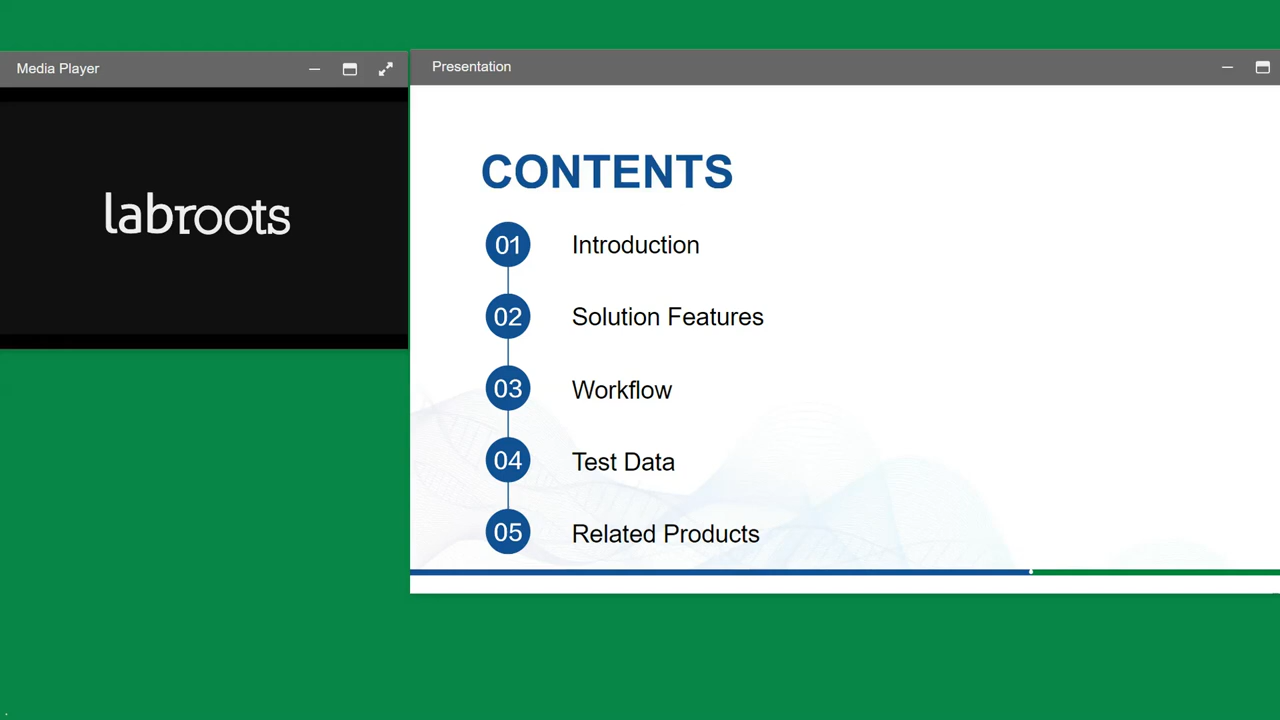 Media Player
Presentation
labroots
CONTENTS
01 Introduction
02 Solution Features
03 Workflow
04 Test Data
05 Related Products